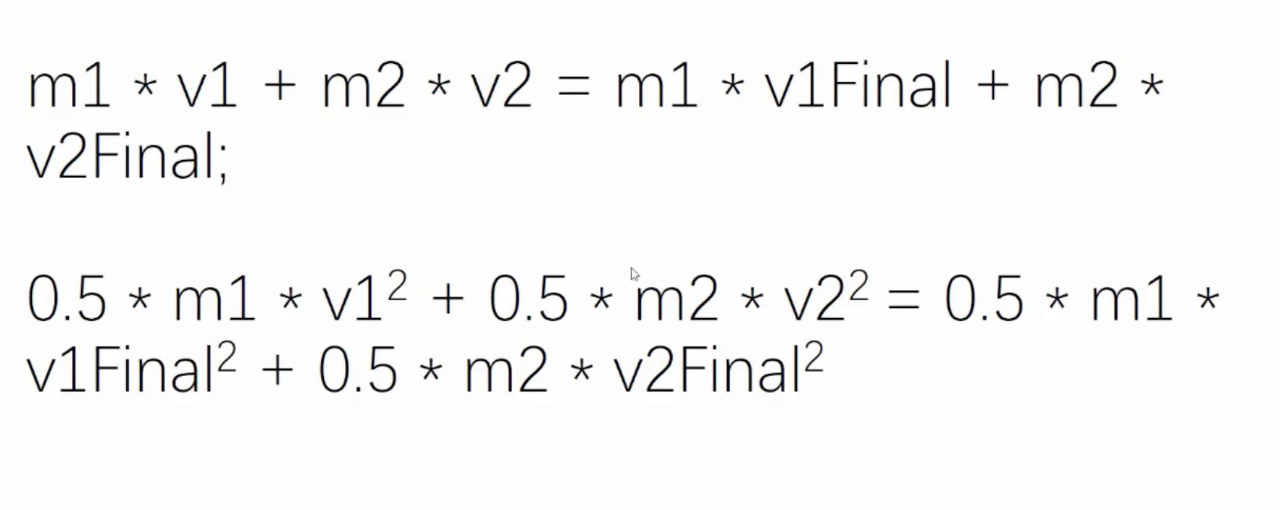 m1 * v1 + m2 * v2 = m1 * v1Final + m2 *
v2Final;
0.5 * m1 * v1² + 0.5 * m2 * v2² = 0.5 * m1 *
v1Final² + 0.5 * m2 * v2Final²